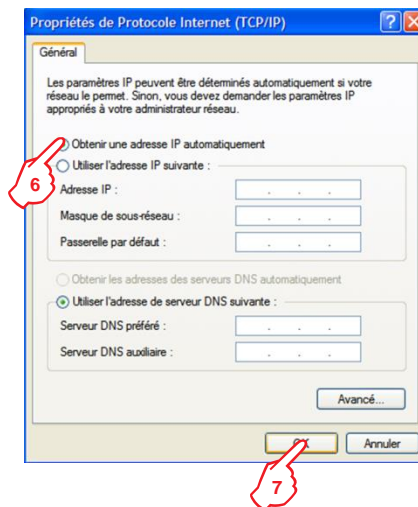 Propriétés de Protocole Internet (TCP/IP)
Général
Les paramètres IP peuvent être déterminés automatiquement si votre
réseau le permet. Sinon, vous devez demander les paramètres IP
appropriés à votre administrateur réseau.
Obtenir une adresse IP automatiquement
Utiliser l'adresse IP suivante :
6
Adresse IP :
Masque de sous-réseau :
Passerelle par défaut :
Obtenir les adresses des serveurs DNS automatiquement
Utiliser l'adresse de serveur DNS suivante :
Serveur DNS préféré :
Serveur DNS auxiliaire :
Avancé...
OK
Annuler
7